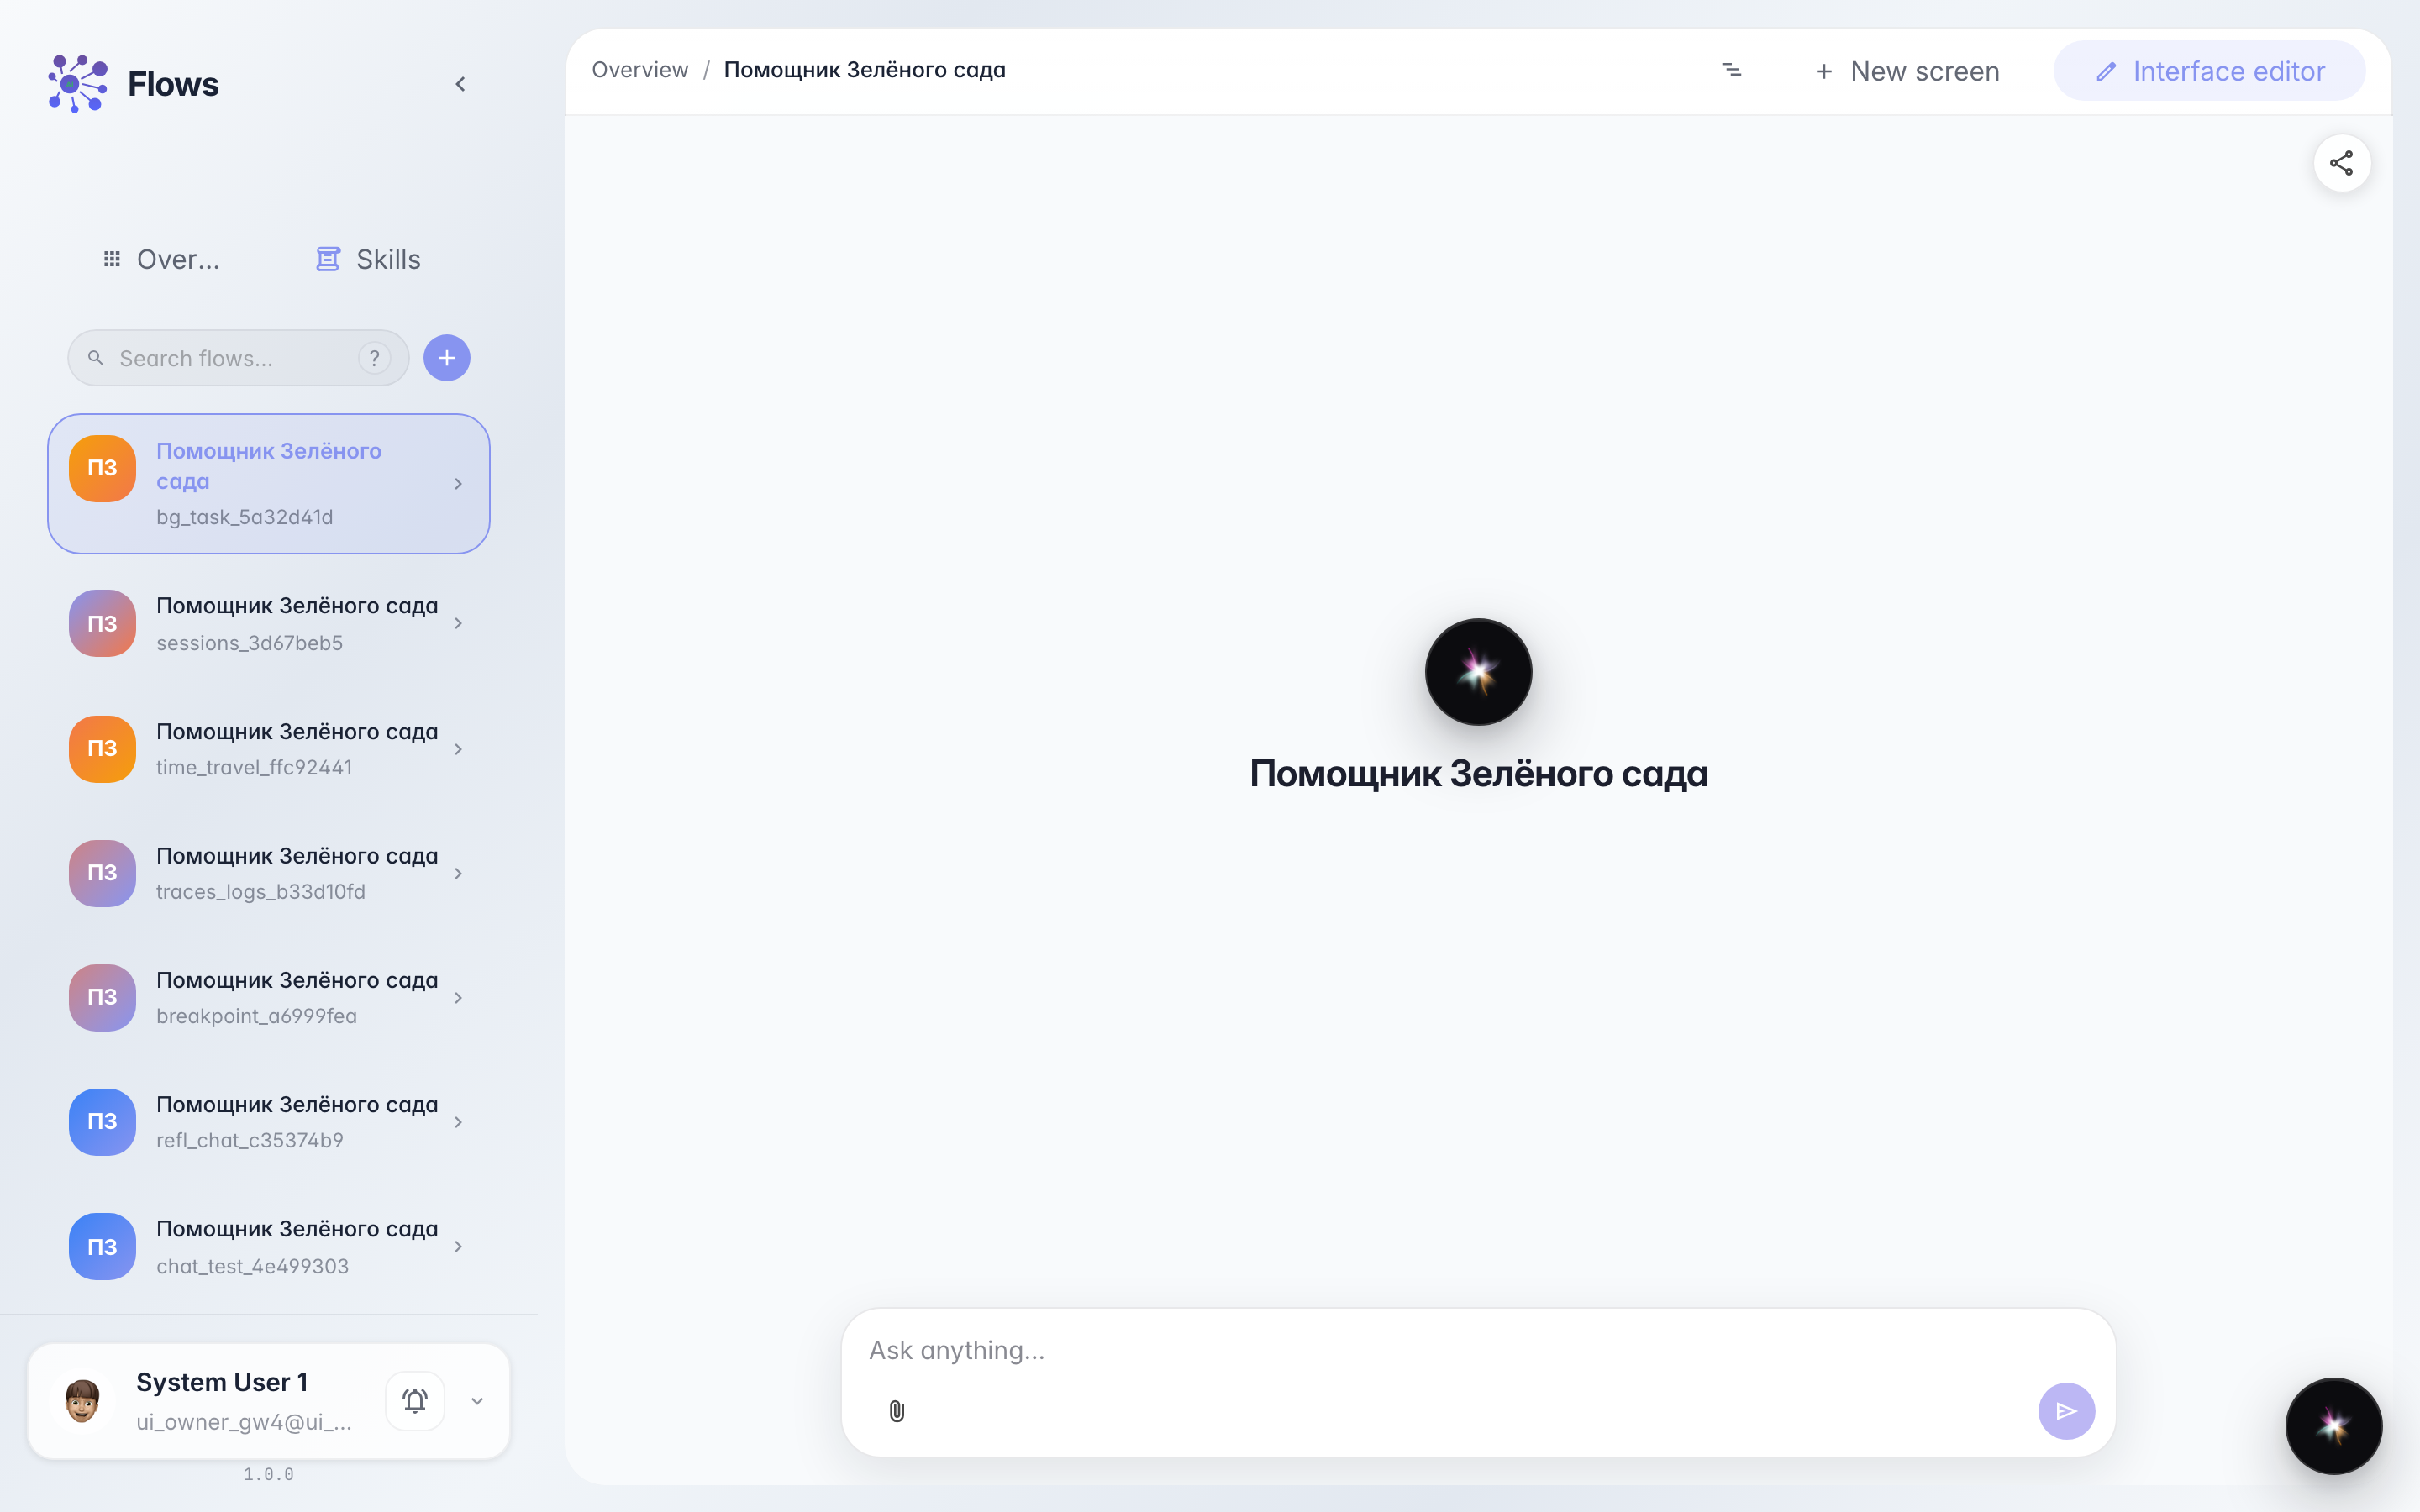 Flows
Over...
Skills
Search flows...
?
ПЗ
Помощник Зелёного
сада
bg_task_5a32d41d
ПЗ
Помощник Зелёного сада
sessions_3d67beb5
ПЗ
Помощник Зелёного сада
time_travel_ffc92441
ПЗ
Помощник Зелёного сада
traces_logs_b33d10fd
ПЗ
Помощник Зелёного сада
breakpoint_a6999fea
ПЗ
Помощник Зелёного сада
refl_chat_c35374b9
ПЗ
Помощник Зелёного сада
chat_test_4e499303
System User 1
ui_owner_gw4@ui_...
1.0.0
Overview / Помощник Зелёного сада
New screen
Interface editor
Помощник Зелёного сада
Ask anything...